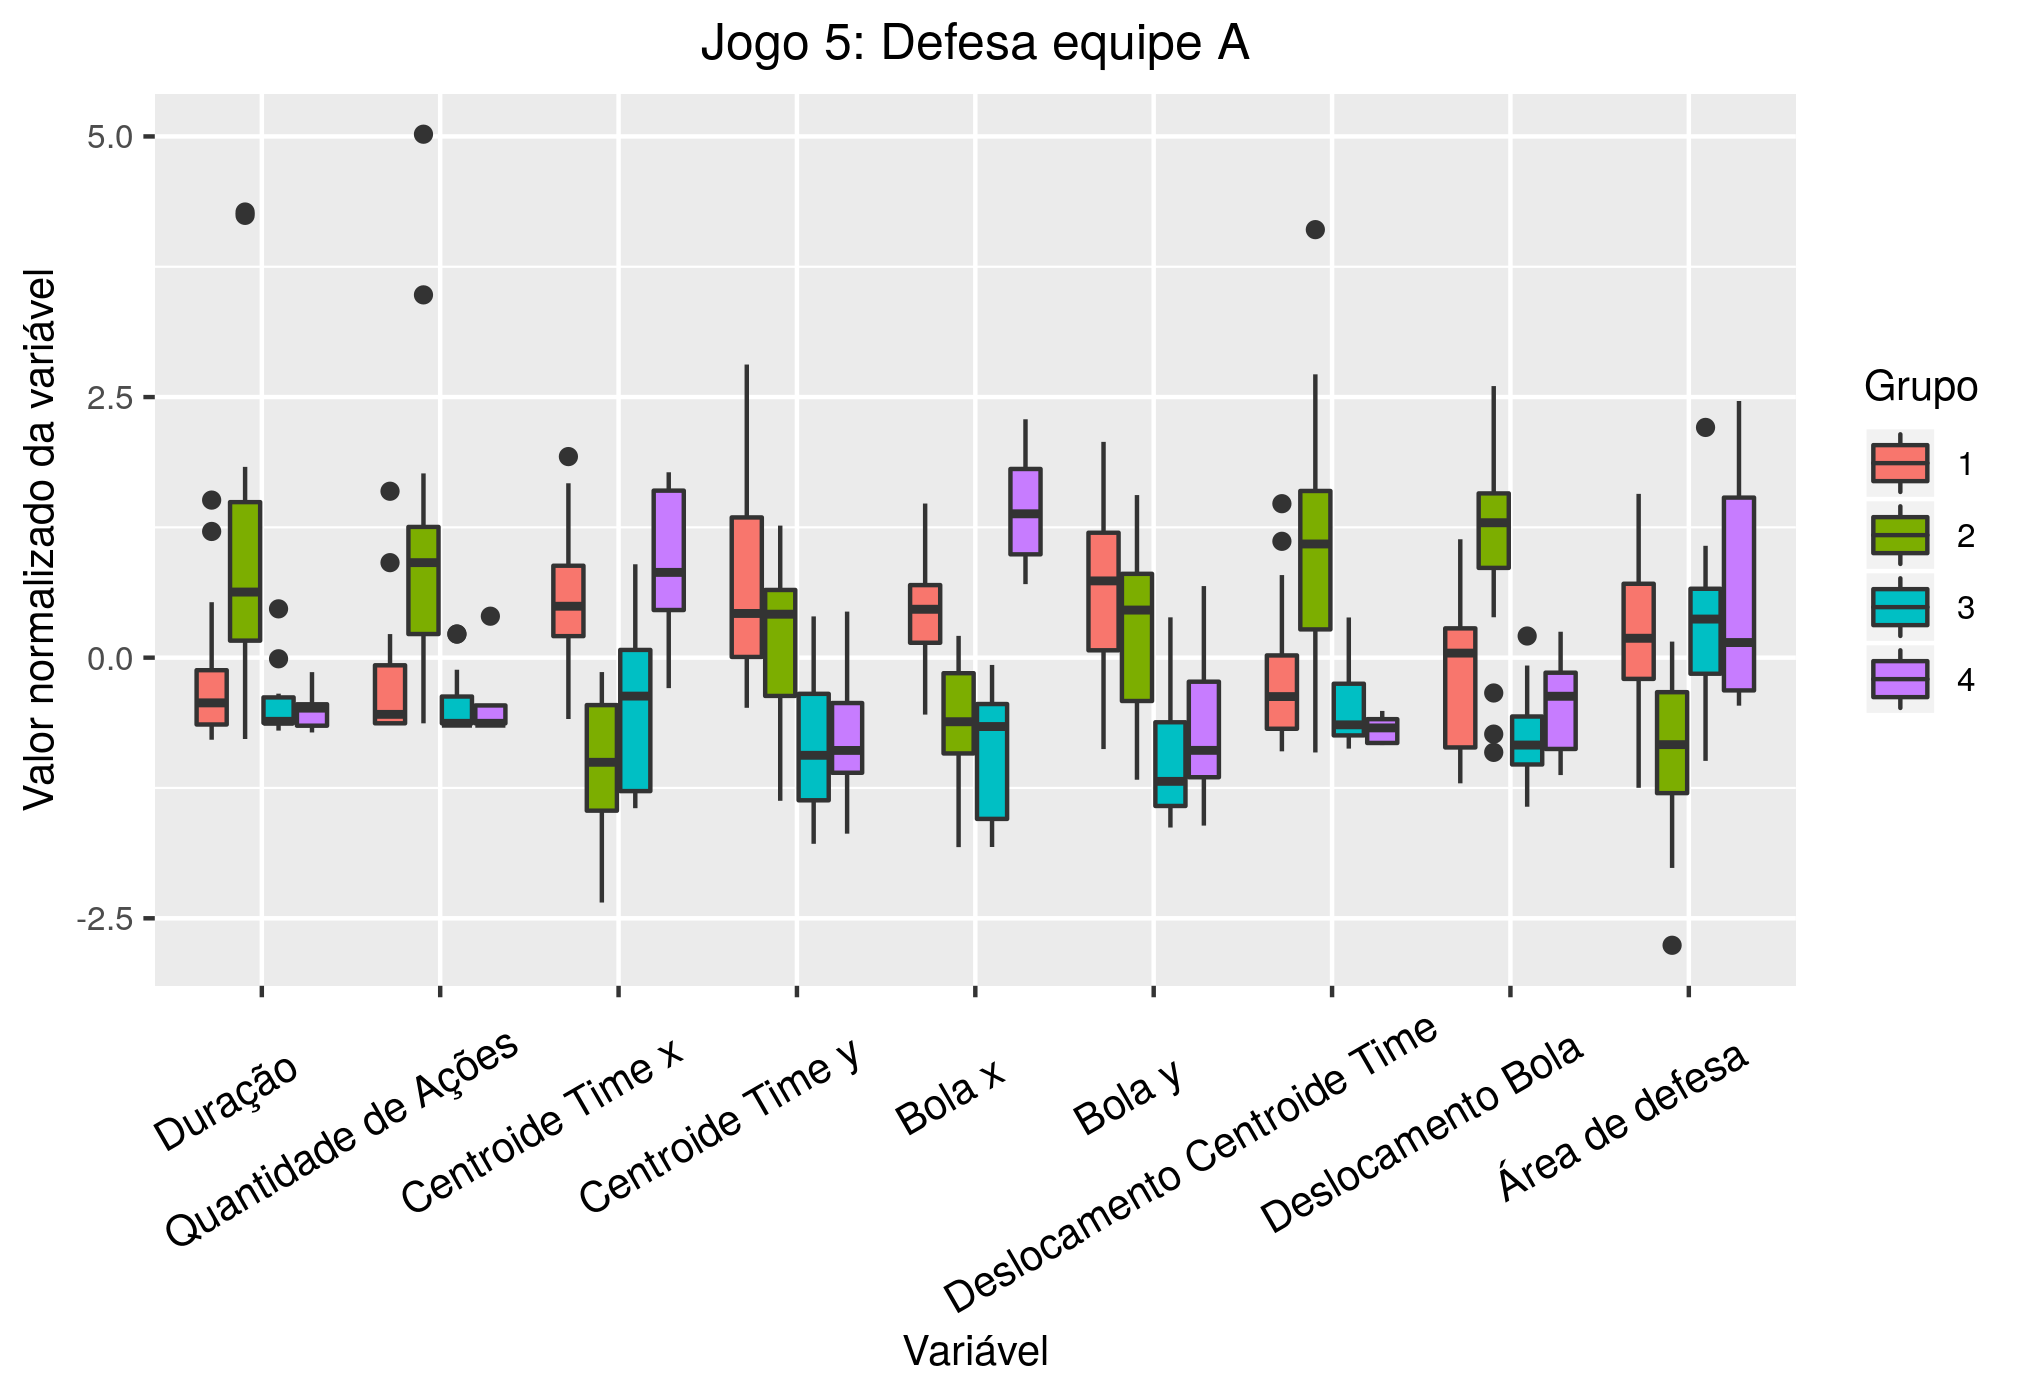 Jogo 5: Defesa equipe A
Valor normalizado da variável
5.0
2.5
0.0
-2.5
Duração
Quantidade de Ações
Centroide Time x
Centroide Time y
Bola x
Bola y
Deslocamento Centroide Time
Deslocamento Bola
Área de defesa
Variável
Grupo
1
2
3
4